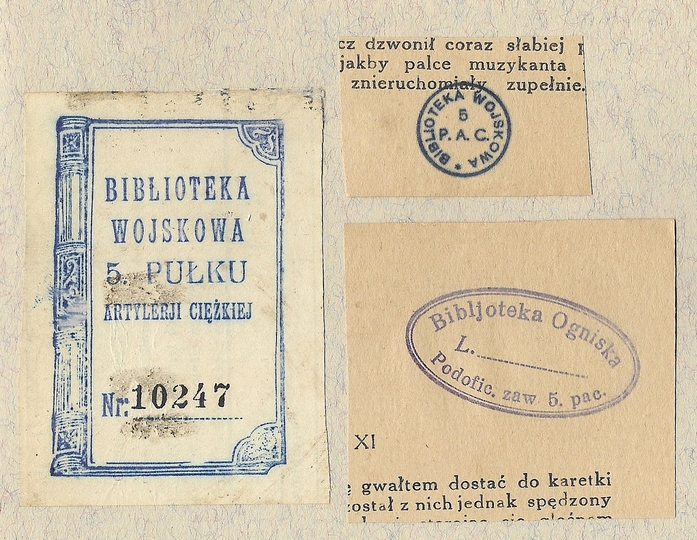 BIBLIOTEKA
WOJSKOWA
5. PUŁKU
ARTYLERJI CIĘŻKIEJ
Nr. 10247
cz dzwonił coraz słabiej
jakby palce muzykanta
znieruchomiały zupełnie.
BIBLIOTEKA WOJSKOWA *
5
P. A. C.
Bibljoteka Ogniska
L.
Podofic. zaw. 5. pac.
XI
gwałtem dostać do karetki
został z nich jednak spędzony